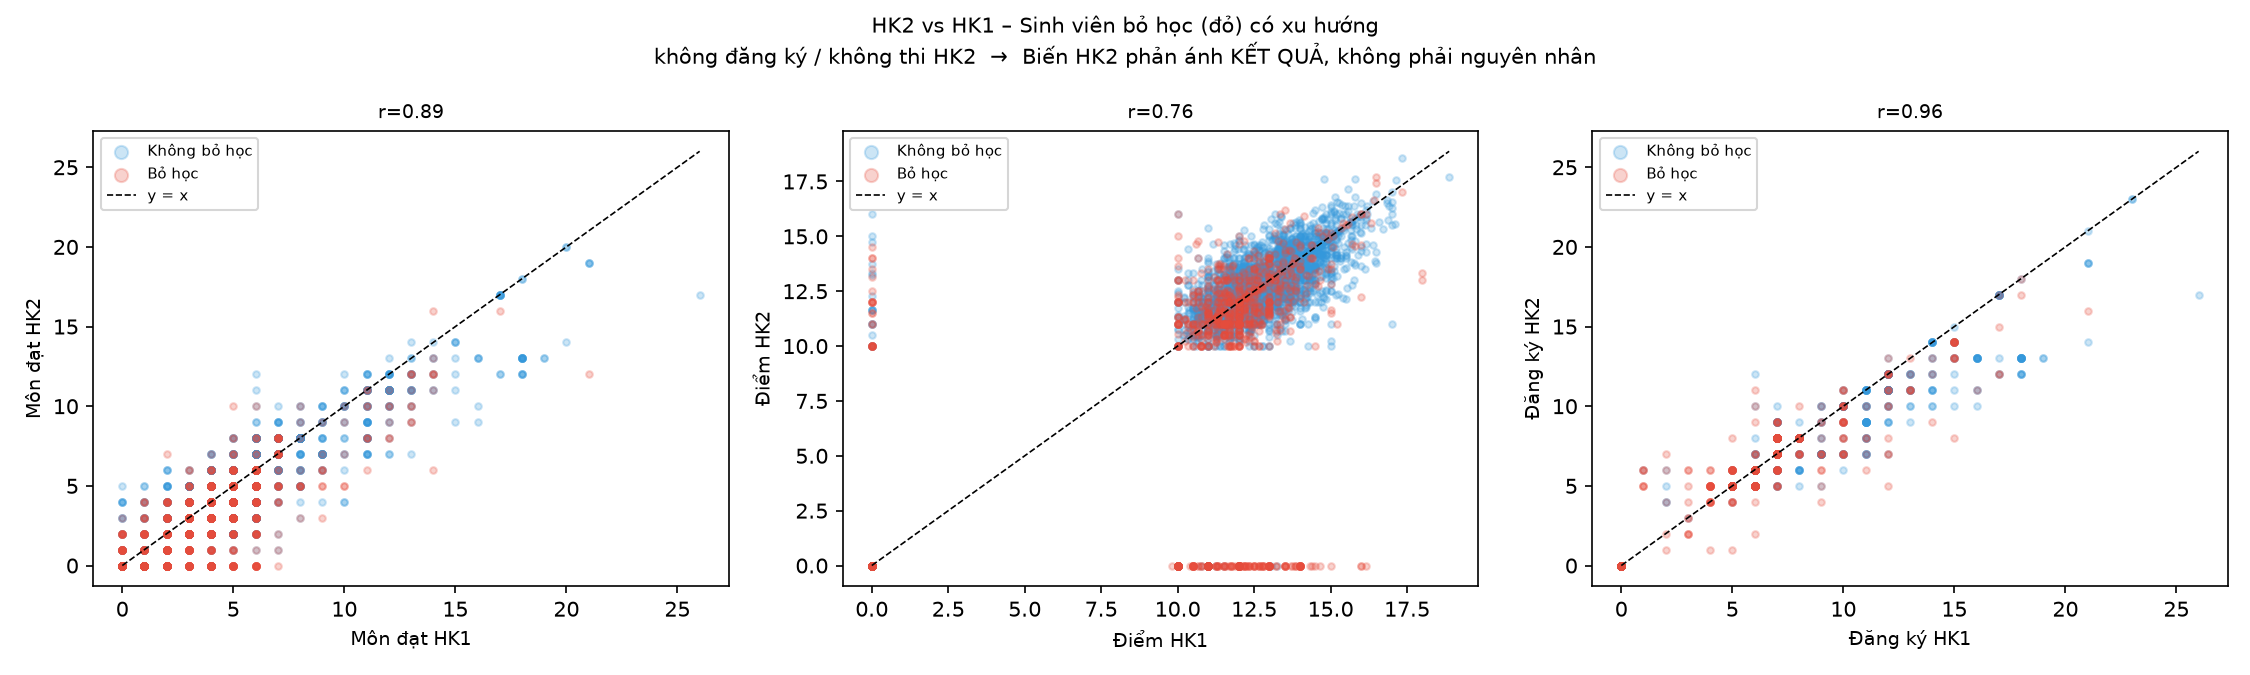 HK2 vs HK1 – Sinh viên bỏ học (đỏ) có xu hướng
không đăng ký / không thi HK2 → Biến HK2 phản ánh KẾT QUẢ, không phải nguyên nhân
r=0.89
Không bỏ học
Bỏ học
y = x
25
20
15
10
5
0
Môn đạt HK2
0 5 10 15 20 25
Môn đạt HK1
r=0.76
Không bỏ học
Bỏ học
y = x
17.5
15.0
12.5
10.0
7.5
5.0
2.5
0.0
Điểm HK2
0.0 2.5 5.0 7.5 10.0 12.5 15.0 17.5
Điểm HK1
r=0.96
Không bỏ học
Bỏ học
y = x
25
20
15
10
5
0
Đăng ký HK2
0 5 10 15 20 25
Đăng ký HK1